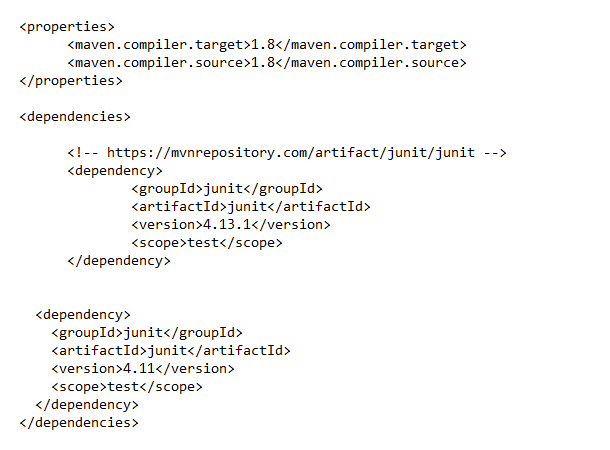 <properties>
<maven.compiler.target>1.8</maven.compiler.target>
<maven.compiler.source>1.8</maven.compiler.source>
</properties>
<dependencies>
<!-- https://mvnrepository.com/artifact/junit/junit -->
<dependency>
<groupId>junit</groupId>
<artifactId>junit</artifactId>
<version>4.13.1</version>
<scope>test</scope>
</dependency>
<dependency>
<groupId>junit</groupId>
<artifactId>junit</artifactId>
<version>4.11</version>
<scope>test</scope>
</dependency>
</dependencies>